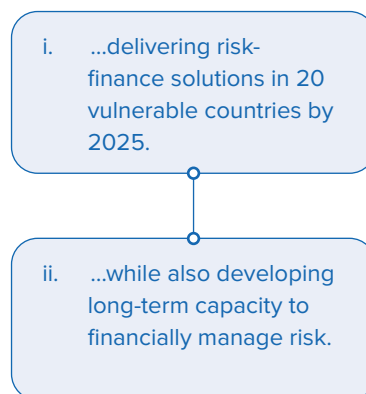 i. ...delivering risk-
finance solutions in 20
vulnerable countries by
2025.
ii. ...while also developing
long-term capacity to
financially manage risk.